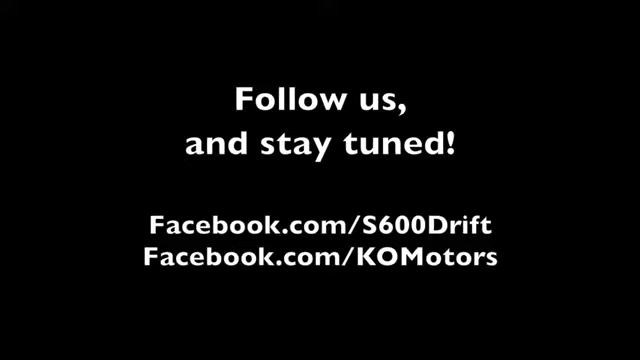 Follow us,
and stay tuned!
Facebook.com/S600Drift
Facebook.com/KOMotors